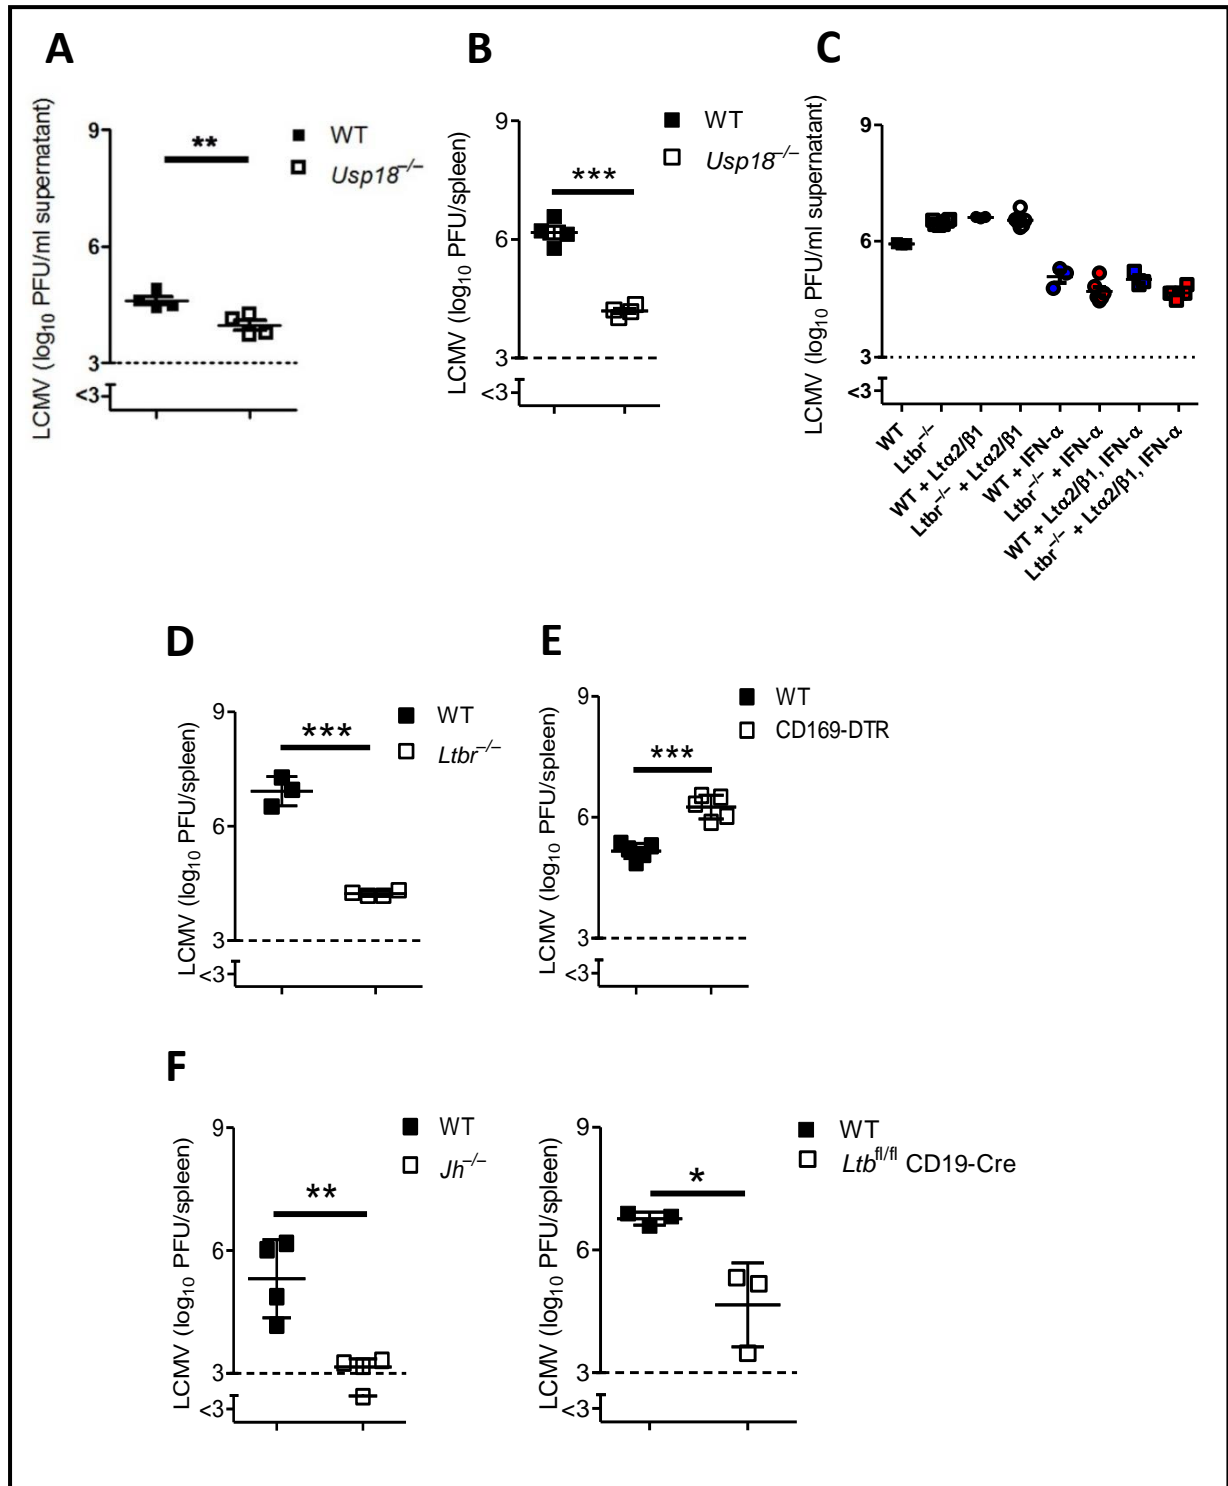 A
LCMV (log10 PFU/ml supernatant)
9
6
3
<3
**
WT
Usp18–/–
B
LCMV (log10 PFU/spleen)
9
6
3
<3
***
WT
Usp18–/–
C
LCMV (log10 PFU/ml supernatant)
9
6
3
<3
WT
Ltbr–/–
WT + Ltα2/β1
Ltbr–/– + Ltα2/β1
WT + IFN-α
Ltbr–/– + IFN-α
WT + Ltα2/β1, IFN-α
Ltbr–/– + Ltα2/β1, IFN-α
D
LCMV (log10 PFU/spleen)
9
6
3
<3
***
WT
Ltbr–/–
E
LCMV (log10 PFU/spleen)
9
6
3
<3
***
WT
CD169-DTR
F
LCMV (log10 PFU/spleen)
9
6
3
<3
**
WT
Jh–/–
LCMV (log10 PFU/spleen)
9
6
3
<3
*
WT
Ltbfl/fl CD19-Cre